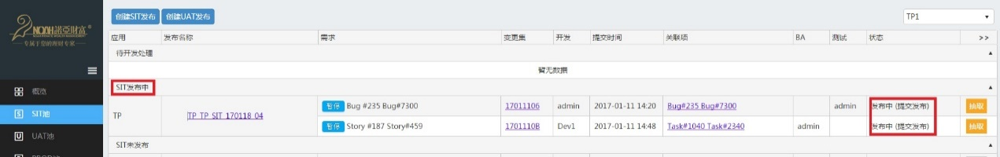 NOAH諾亞財富®
专属于您的理财专家
概览
SIT池
UAT池
创建SIT发布 创建UAT发布 TP1
应用 发布名称 需求 变更集 开发 提交时间 关联项 BA 测试 状态 >>
待开发处理
暂无数据
SIT发布中
TP TP_TP_SIT_170118_04
暂停 Bug #235 Bug#7300 17011106 admin 2017-01-11 14:20 Bug#235 Bug#7300 admin 发布中 (提交发布) 抽取
暂停 Story #187 Story#459 1701110B Dev1 2017-01-11 14:48 Task#1040 Task#2340 admin 发布中 (提交发布) 抽取
SIT未发布